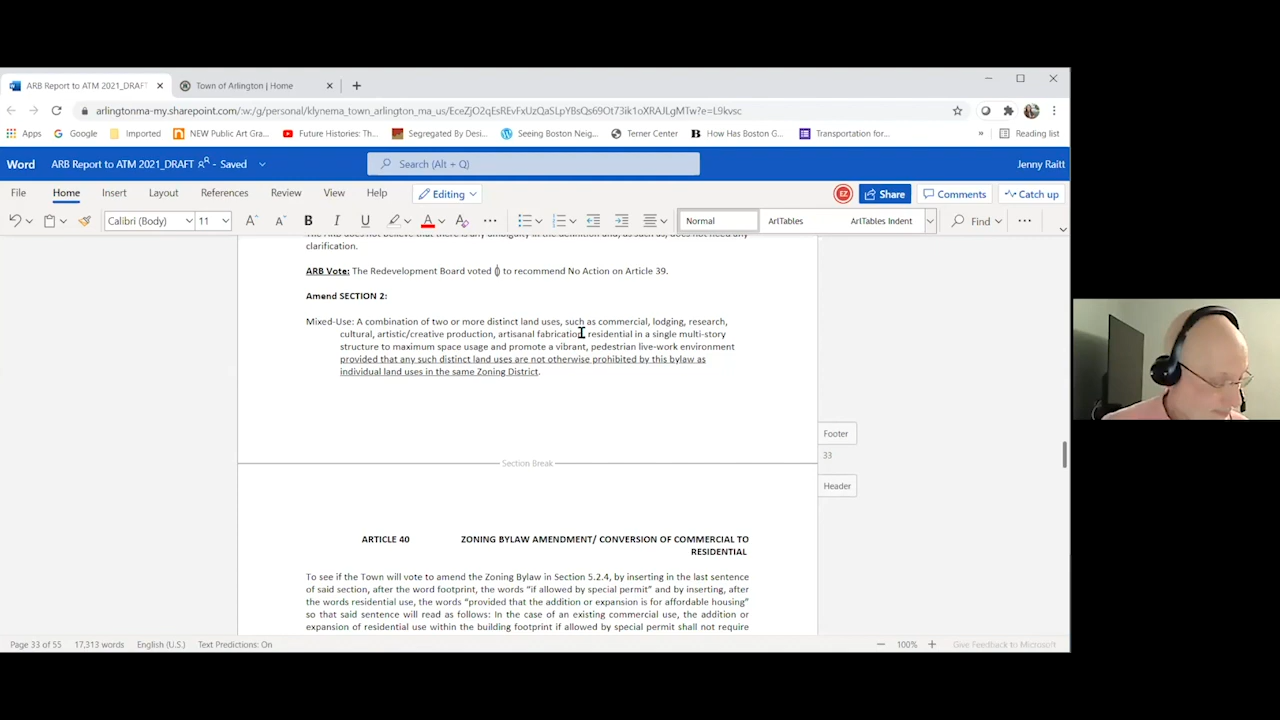 ARB Report to ATM 2021_DRAFT
Town of Arlington | Home
arlingtonma-my.sharepoint.com/:w:/g/personal/klynema_town_arlington_ma_us/EceZjO2qEsREvFxUzQaSLpYBsQs69Ot73ik1oXRAJLgMTw?e=L9kvsc
Apps Google Imported NEW Public Art Gra... Future Histories: Th... Segregated By Desi... Seeing Boston Neig... Terner Center How Has Boston G... Transportation for... » Reading list
Word ARB Report to ATM 2021_DRAFT - Saved Search (Alt + Q) Jenny Raitt
File Home Insert Layout References Review View Help Editing EZ Share Comments Catch up
Calibri (Body) 11 B I U A Normal ArlTables ArlTables Indent Find
clarification.
ARB Vote: The Redevelopment Board voted () to recommend No Action on Article 39.
Amend SECTION 2:
Mixed-Use: A combination of two or more distinct land uses, such as commercial, lodging, research,
cultural, artistic/creative production, artisanal fabrication, residential in a single multi-story
structure to maximum space usage and promote a vibrant, pedestrian live-work environment
provided that any such distinct land uses are not otherwise prohibited by this bylaw as
individual land uses in the same Zoning District.
Footer
33
Section Break
Header
ARTICLE 40 ZONING BYLAW AMENDMENT/ CONVERSION OF COMMERCIAL TO
RESIDENTIAL
To see if the Town will vote to amend the Zoning Bylaw in Section 5.2.4, by inserting in the last sentence
of said section, after the word footprint, the words “if allowed by special permit” and by inserting, after
the words residential use, the words “provided that the addition or expansion is for affordable housing”
so that said sentence will read as follows: In the case of an existing commercial use, the addition or
expansion of residential use within the building footprint if allowed by special permit shall not require
Page 33 of 55 17,313 words English (U.S.) Text Predictions: On 100% Give Feedback to Microsoft